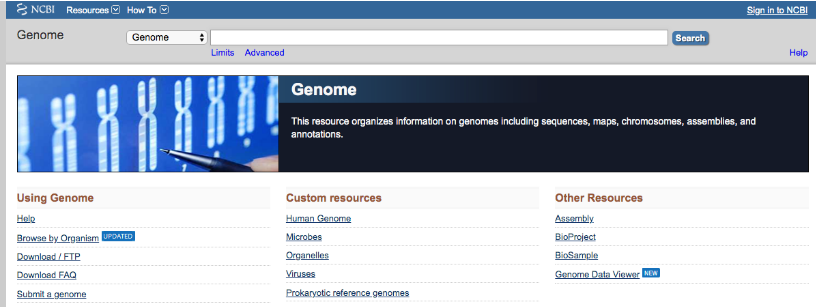 NCBI Resources How To Sign in to NCBI
Genome Genome Search
Limits Advanced Help
Genome
This resource organizes information on genomes including sequences, maps, chromosomes, assemblies, and
annotations.
Using Genome
Help
Browse by Organism UPDATED
Download / FTP
Download FAQ
Submit a genome
Custom resources
Human Genome
Microbes
Organelles
Viruses
Prokaryotic reference genomes
Other Resources
Assembly
BioProject
BioSample
Genome Data Viewer NEW